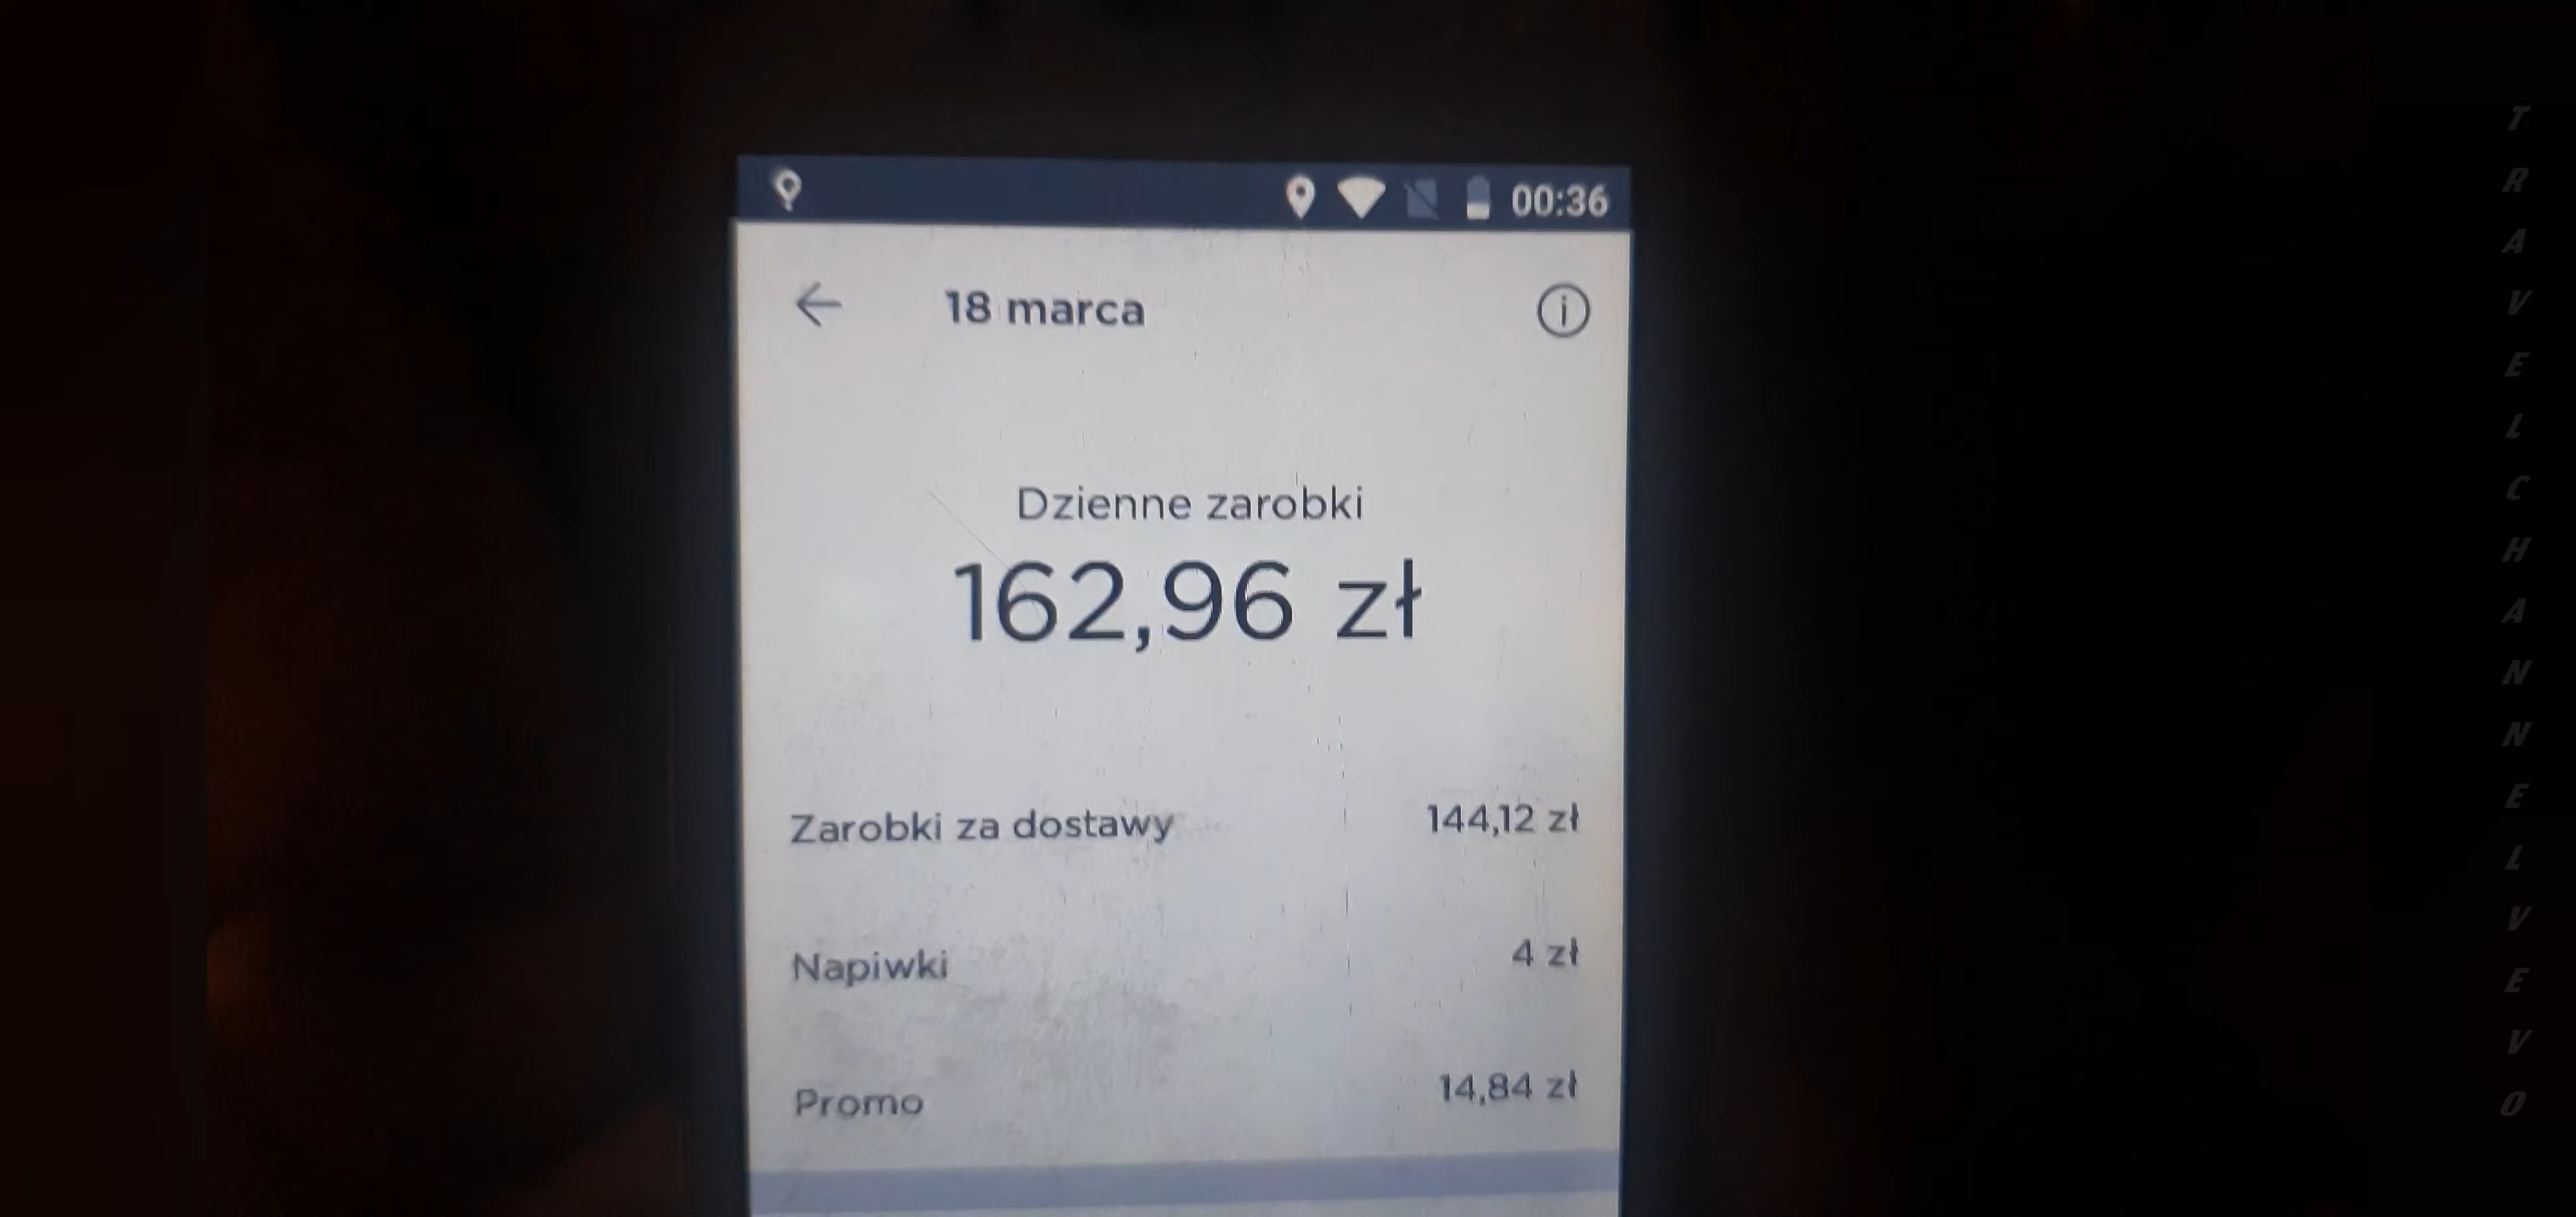 00:36
18 marca
Dzienne zarobki
162,96 zł
Zarobki za dostawy 144,12 zł
Napiwki 4 zł
Promo 14,84 zł
TRAVELCHANNELVEVO